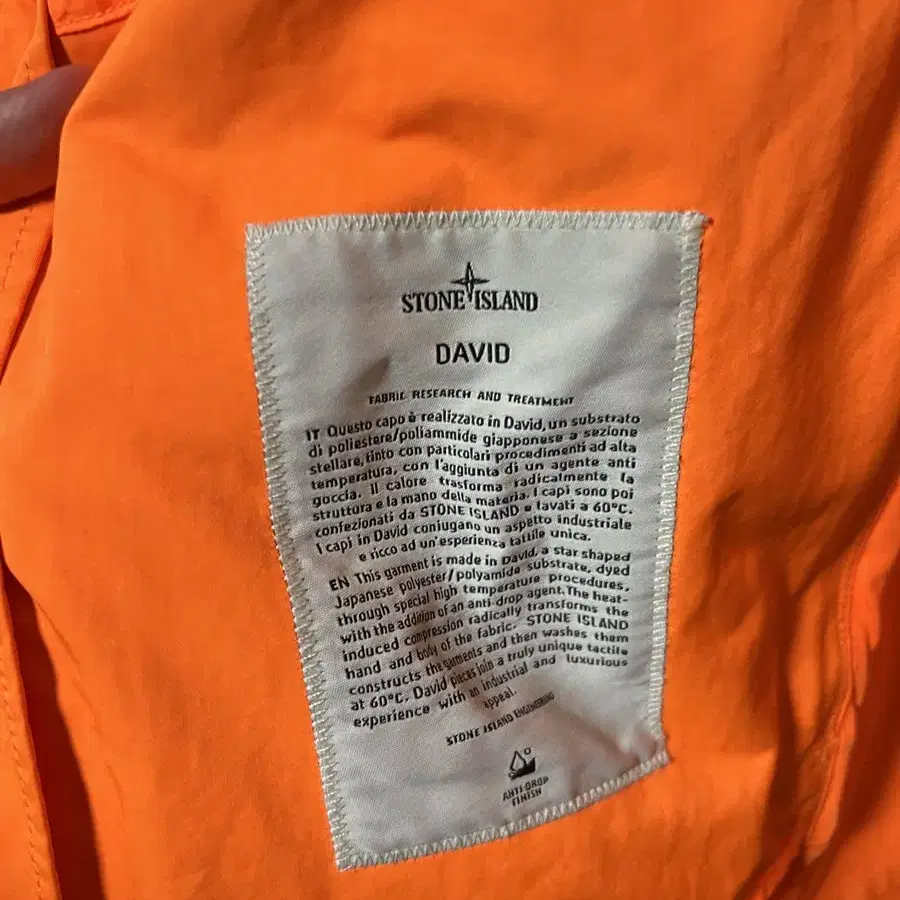 STONE ISLAND
DAVID
FABRIC RESEARCH AND TREATMENT
IT Questo capo è realizzato in David, un substrato
di poliestere/poliammide giapponese a sezione
stellare, tinto con particolari procedimenti ad alta
temperatura, con l'aggiunta di un agente anti
goccia. Il calore trasforma radicalmente la
struttura e la mano della materia. I capi sono poi
confezionati da STONE ISLAND e lavati a 60°C.
I capi in David coniugano un aspetto industriale
e ricco ad un'esperienza tattile unica.
EN This garment is made in David, a star shaped
Japanese polyester/polyamide substrate, dyed
through special high temperature procedures,
with the addition of an anti-drop agent. The heat-
induced compression radically transforms the
hand and body of the fabric. STONE ISLAND
constructs the garments and then washes them
at 60°C. David pieces join a truly unique tactile
experience with an industrial and luxurious
appeal.
STONE ISLAND ENGINEERING
ANTI-DROP
FINISH